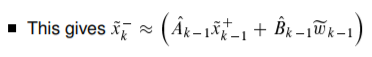 ▪ This gives x̃ₖ⁻ ≈ (Âₖ₋₁x̃ₖ₋₁⁺ + B̂ₖ₋₁w̃ₖ₋₁)